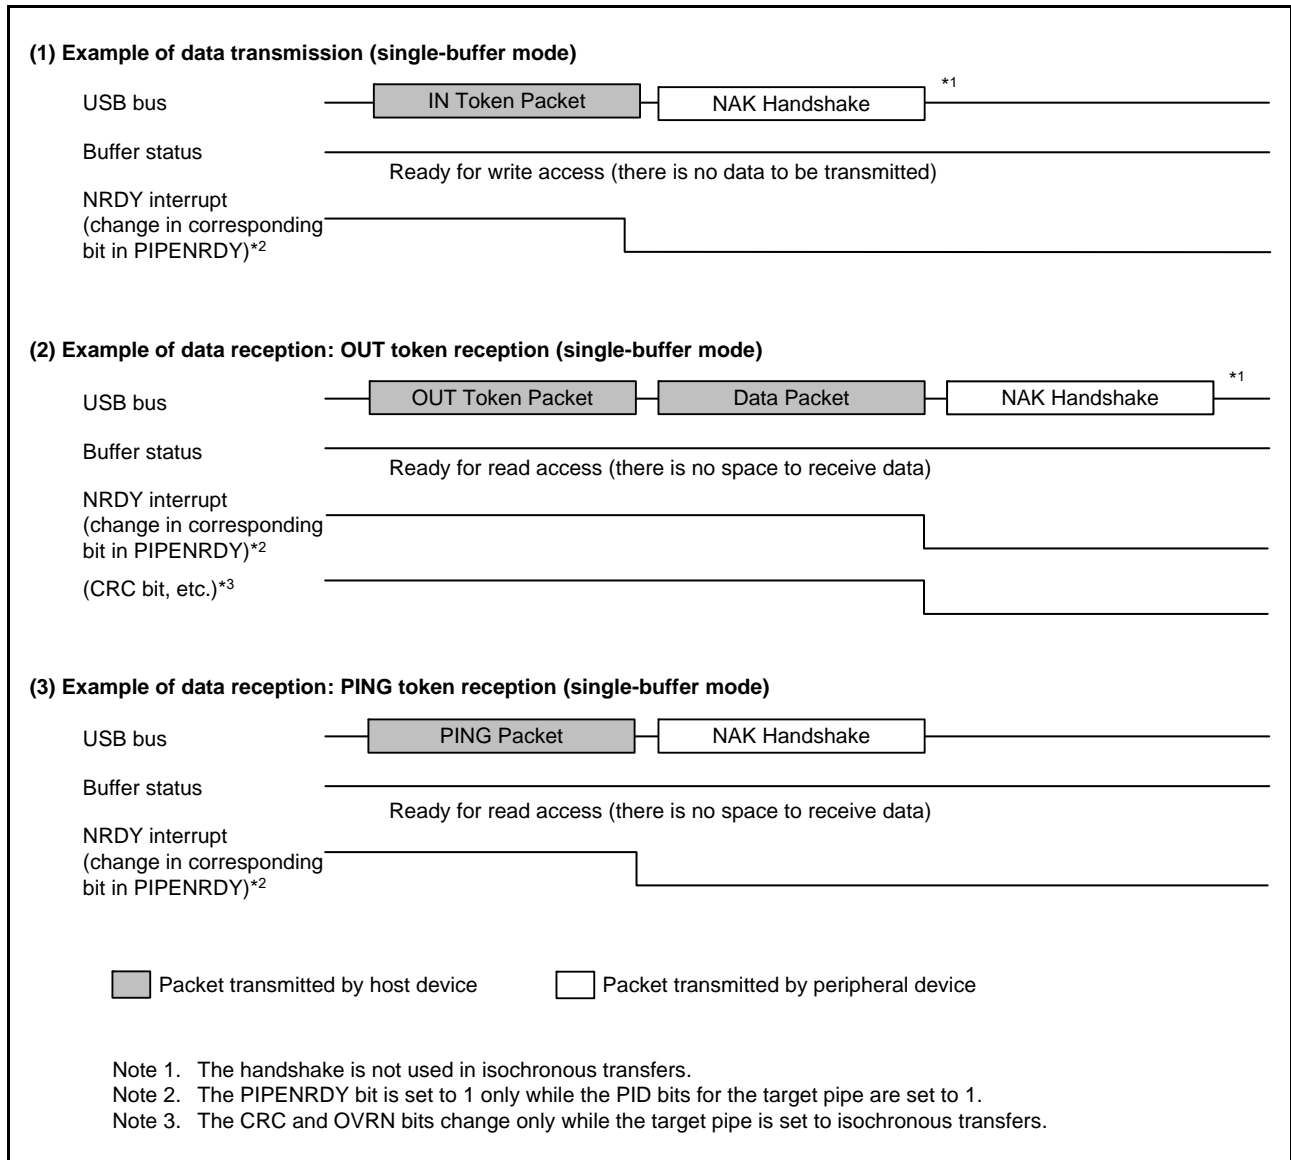 (1) Example of data transmission (single-buffer mode)
USB bus
IN Token Packet
NAK Handshake
*1
Buffer status
Ready for write access (there is no data to be transmitted)
NRDY interrupt
(change in corresponding
bit in PIPENRDY)*2
(2) Example of data reception: OUT token reception (single-buffer mode)
USB bus
OUT Token Packet
Data Packet
NAK Handshake
*1
Buffer status
Ready for read access (there is no space to receive data)
NRDY interrupt
(change in corresponding
bit in PIPENRDY)*2
(CRC bit, etc.)*3
(3) Example of data reception: PING token reception (single-buffer mode)
USB bus
PING Packet
NAK Handshake
Buffer status
Ready for read access (there is no space to receive data)
NRDY interrupt
(change in corresponding
bit in PIPENRDY)*2
Packet transmitted by host device
Packet transmitted by peripheral device
Note 1. The handshake is not used in isochronous transfers.
Note 2. The PIPENRDY bit is set to 1 only while the PID bits for the target pipe are set to 1.
Note 3. The CRC and OVRN bits change only while the target pipe is set to isochronous transfers.